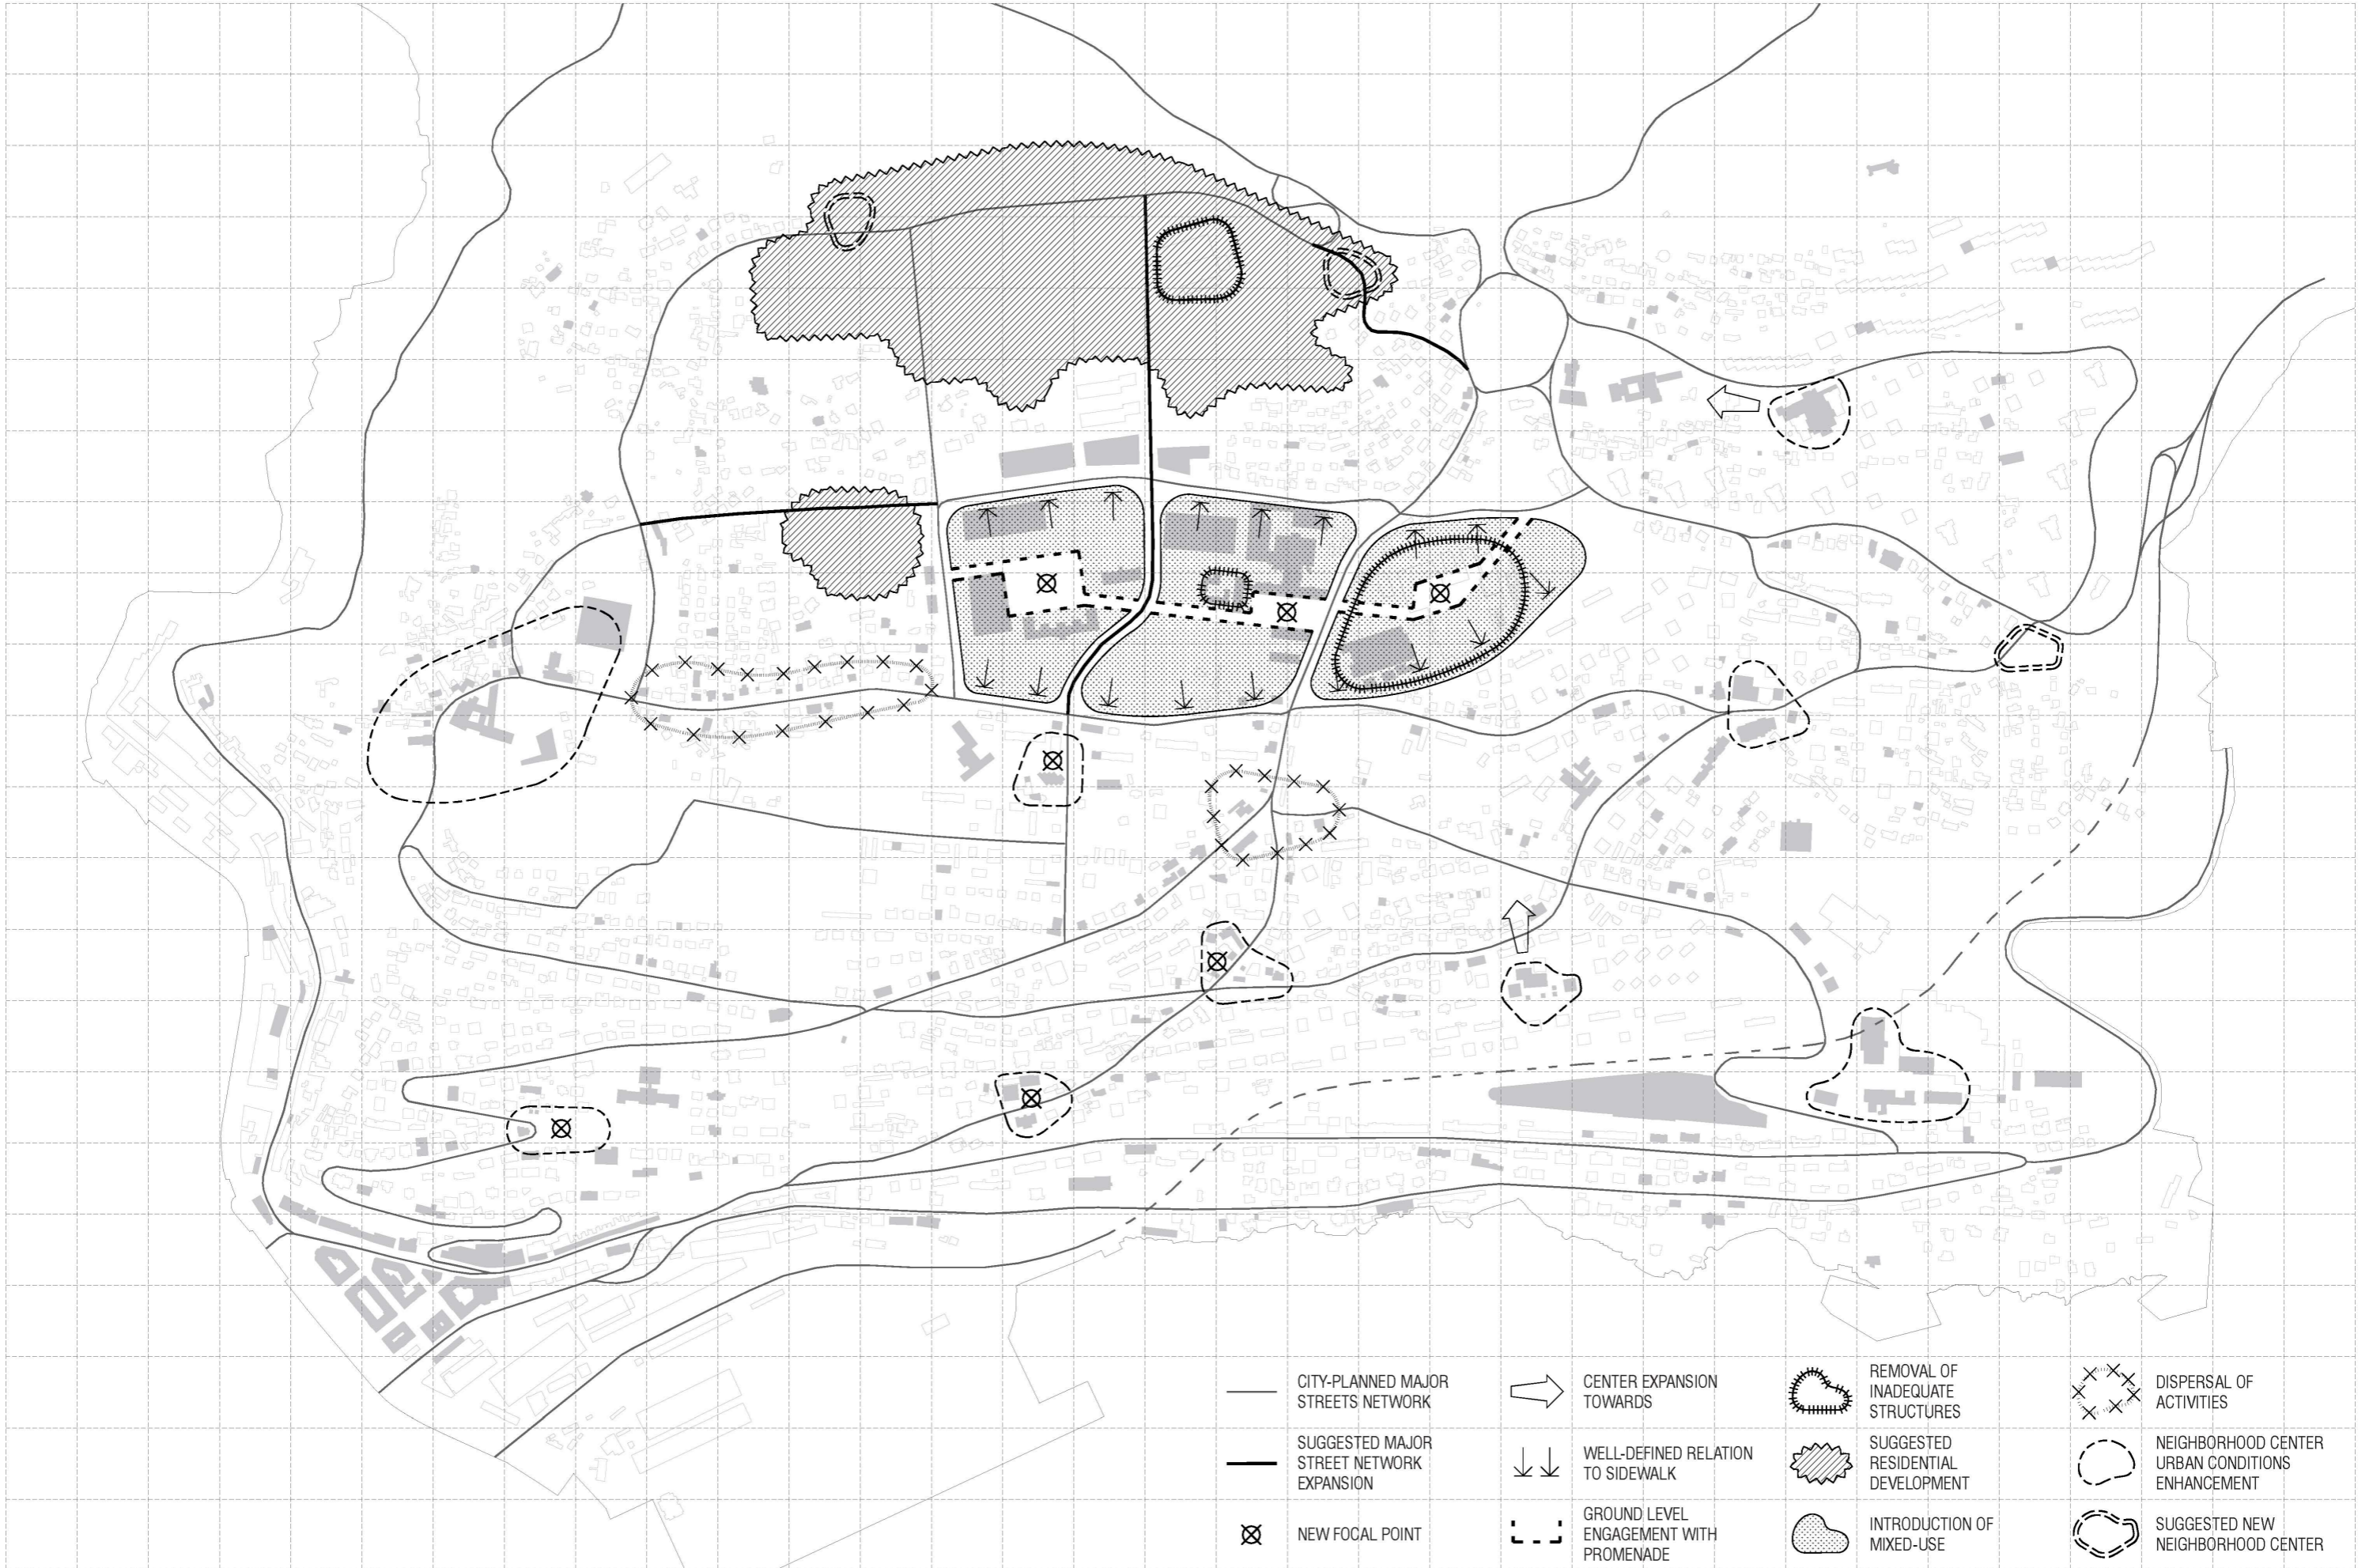 CITY-PLANNED MAJOR
STREETS NETWORK
SUGGESTED MAJOR
STREET NETWORK
EXPANSION
NEW FOCAL POINT
CENTER EXPANSION
TOWARDS
WELL-DEFINED RELATION
TO SIDEWALK
GROUND LEVEL
ENGAGEMENT WITH
PROMENADE
REMOVAL OF
INADEQUATE
STRUCTURES
SUGGESTED
RESIDENTIAL
DEVELOPMENT
INTRODUCTION OF
MIXED-USE
DISPERSAL OF
ACTIVITIES
NEIGHBORHOOD CENTER
URBAN CONDITIONS
ENHANCEMENT
SUGGESTED NEW
NEIGHBORHOOD CENTER